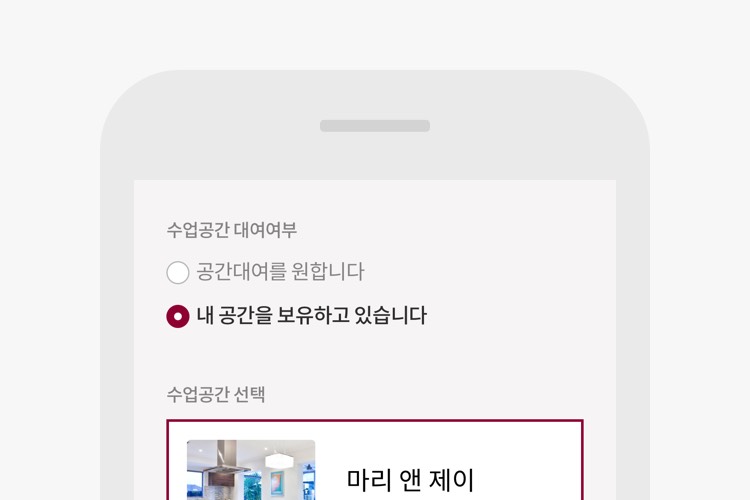 수업공간 대여여부
공간대여를 원합니다
내 공간을 보유하고 있습니다
수업공간 선택
마리 앤 제이